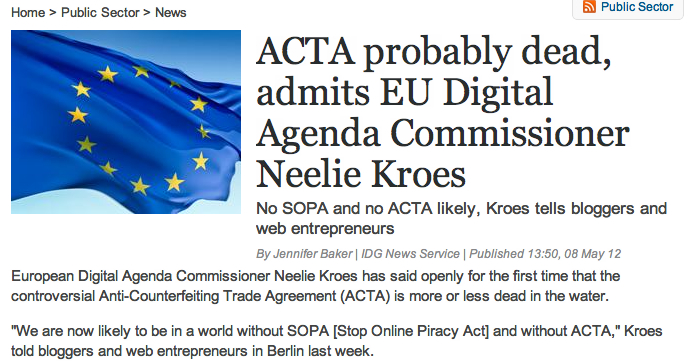 Home > Public Sector > News
Public Sector
ACTA probably dead,
admits EU Digital
Agenda Commissioner
Neelie Kroes
No SOPA and no ACTA likely, Kroes tells bloggers and
web entrepreneurs
By Jennifer Baker | IDG News Service | Published 13:50, 08 May 12
European Digital Agenda Commissioner Neelie Kroes has said openly for the first time that the
controversial Anti-Counterfeiting Trade Agreement (ACTA) is more or less dead in the water.
"We are now likely to be in a world without SOPA [Stop Online Piracy Act] and without ACTA," Kroes
told bloggers and web entrepreneurs in Berlin last week.